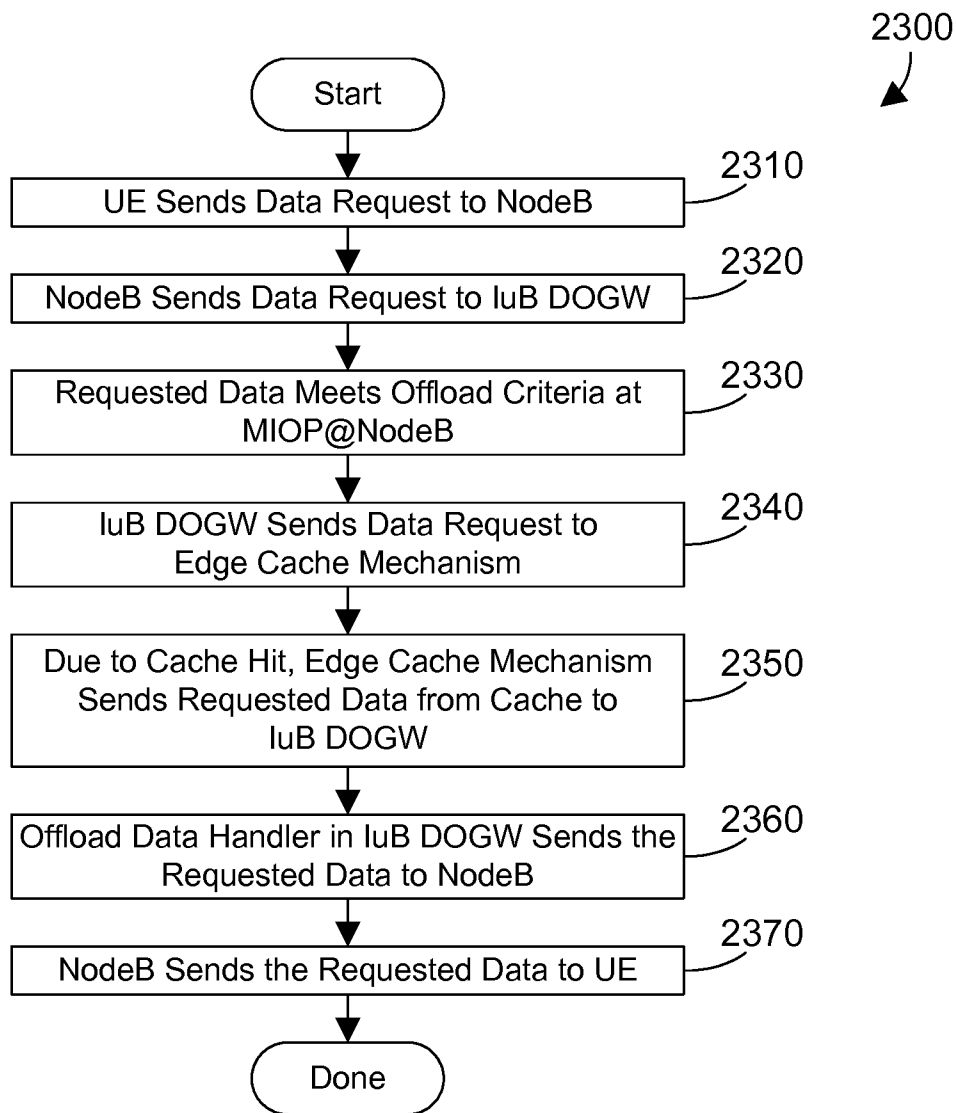 2300
Start
2310
UE Sends Data Request to NodeB
2320
NodeB Sends Data Request to IuB DOGW
2330
Requested Data Meets Offload Criteria at
MIOP@NodeB
2340
IuB DOGW Sends Data Request to
Edge Cache Mechanism
2350
Due to Cache Hit, Edge Cache Mechanism
Sends Requested Data from Cache to
IuB DOGW
2360
Offload Data Handler in IuB DOGW Sends the
Requested Data to NodeB
2370
NodeB Sends the Requested Data to UE
Done